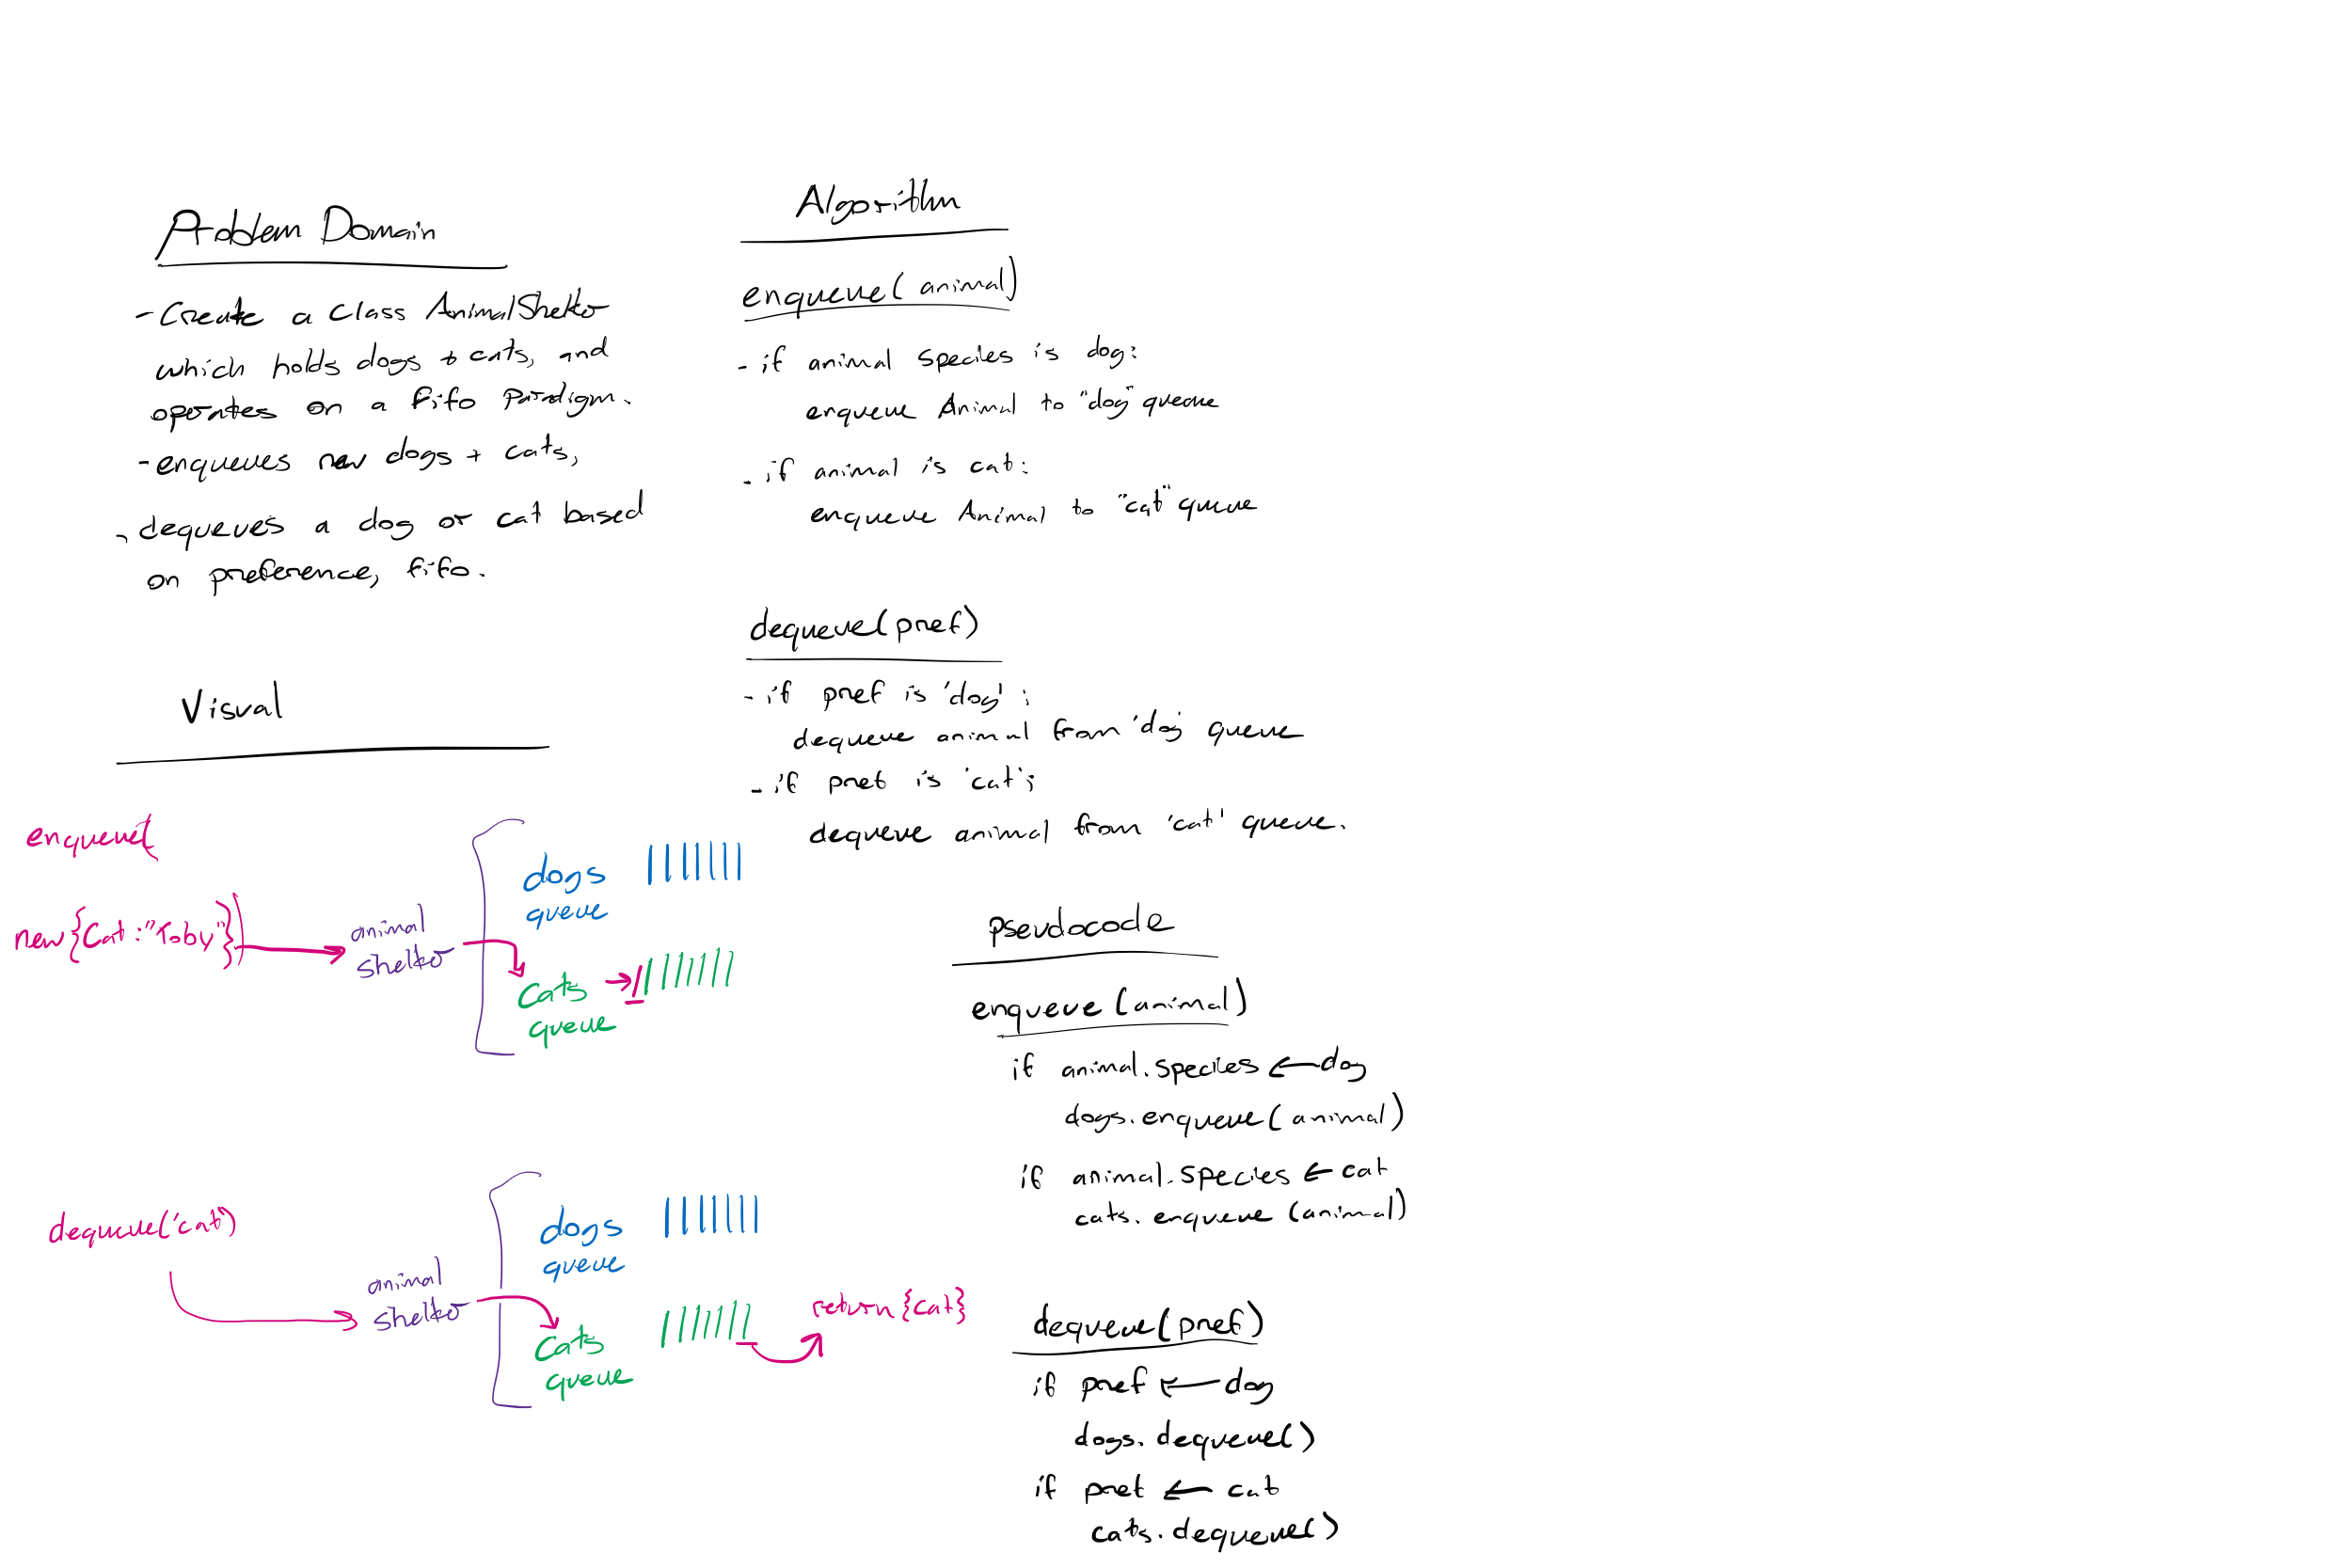 Problem Domain
- Create a class AnimalShelter
which holds dogs + cats, and
operates on a fifo Paradigm.
- enqueues new dogs + cats,
- dequeues a dog or cat based
on preference, fifo.
Visual
enqueue(
new{Cat:"Toby"})
animal
shelter
dogs
queue
Cats
queue
dequeue('cat')
animal
shelter
dogs
queue
Cats
queue
return {cat}
Algorithm
enqueue(animal)
- if animal species is dog:
enqueue Animal to "dog" queue
- if animal is cat:
enqueue Animal to "cat" queue
dequeue(pref)
- if pref is 'dog':
dequeue animal from 'dog' queue
- if pref is 'cat';
dequeue animal from 'cat' queue.
pseudocode
enqueue (animal)
if animal.species ← dog
dogs.enqueue(animal)
if animal.species ← cat
cats.enqueue (animal)
dequeue(pref)
if pref ← dog
dogs.dequeue()
if pref ← cat
cats.dequeue()